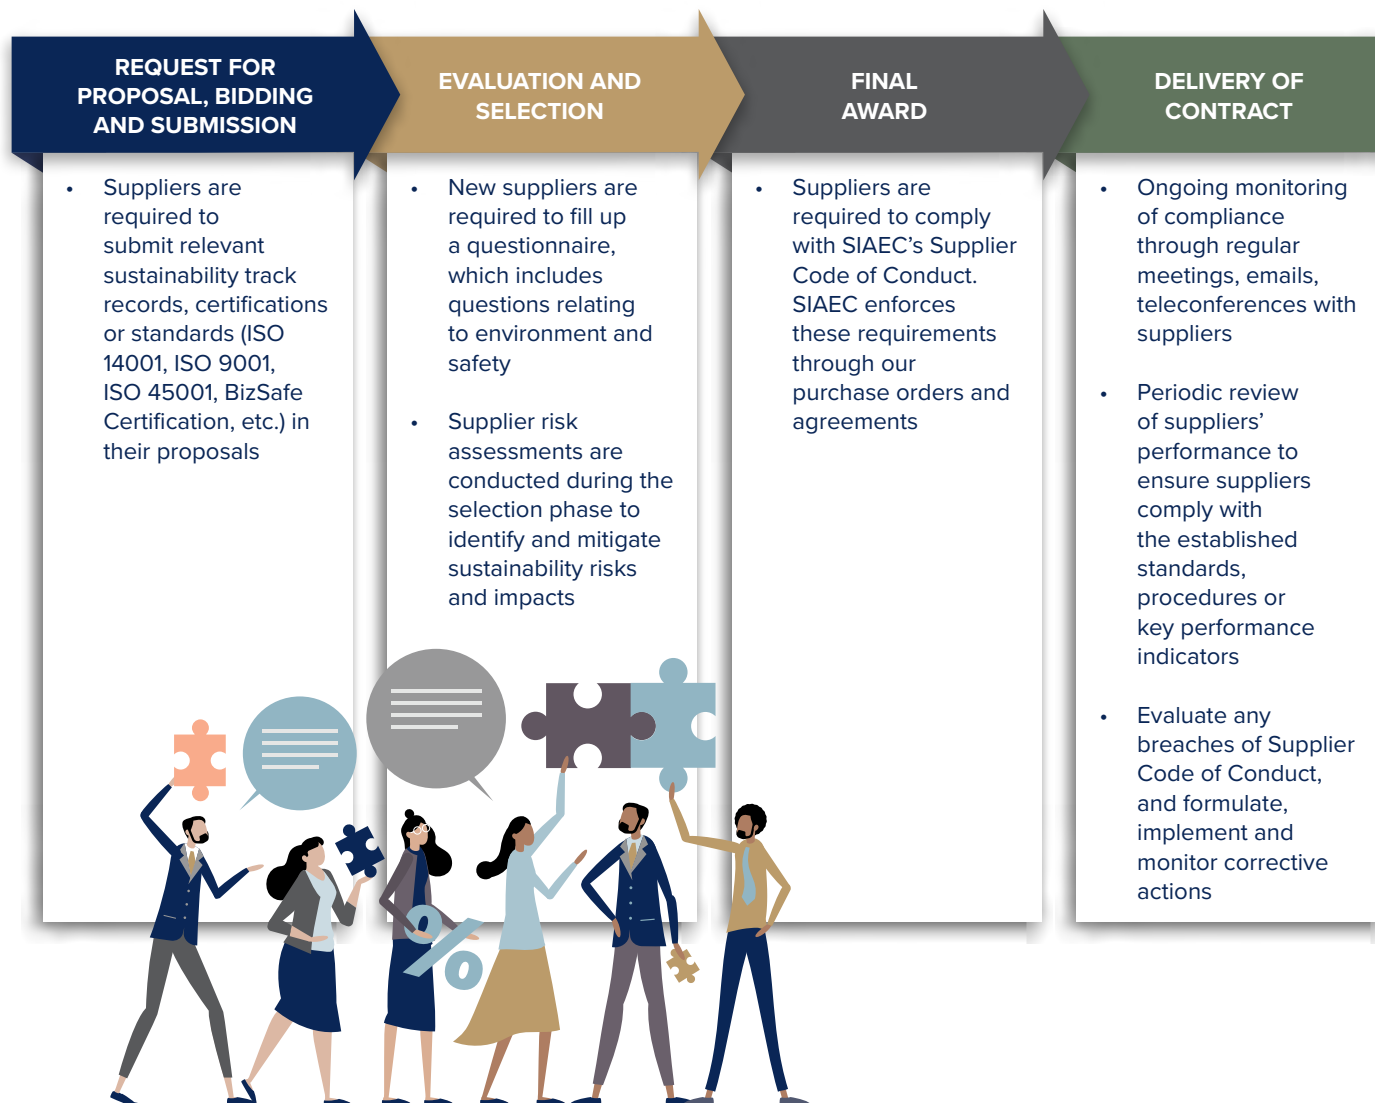 REQUEST FOR
PROPOSAL, BIDDING
AND SUBMISSION
• Suppliers are
required to
submit relevant
sustainability track
records, certifications
or standards (ISO
14001, ISO 9001,
ISO 45001, BizSafe
Certification, etc.) in
their proposals
EVALUATION AND
SELECTION
• New suppliers are
required to fill up
a questionnaire,
which includes
questions relating
to environment and
safety
• Supplier risk
assessments are
conducted during the
selection phase to
identify and mitigate
sustainability risks
and impacts
FINAL
AWARD
• Suppliers are
required to comply
with SIAEC’s Supplier
Code of Conduct.
SIAEC enforces
these requirements
through our
purchase orders and
agreements
DELIVERY OF
CONTRACT
• Ongoing monitoring
of compliance
through regular
meetings, emails,
teleconferences with
suppliers
• Periodic review
of suppliers’
performance to
ensure suppliers
comply with
the established
standards,
procedures or
key performance
indicators
• Evaluate any
breaches of Supplier
Code of Conduct,
and formulate,
implement and
monitor corrective
actions
%